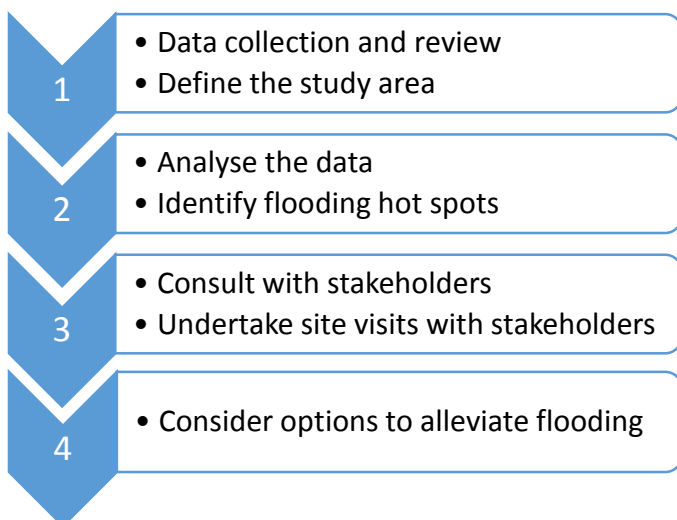 1
• Data collection and review
• Define the study area
2
• Analyse the data
• Identify flooding hot spots
3
• Consult with stakeholders
• Undertake site visits with stakeholders
4
• Consider options to alleviate flooding